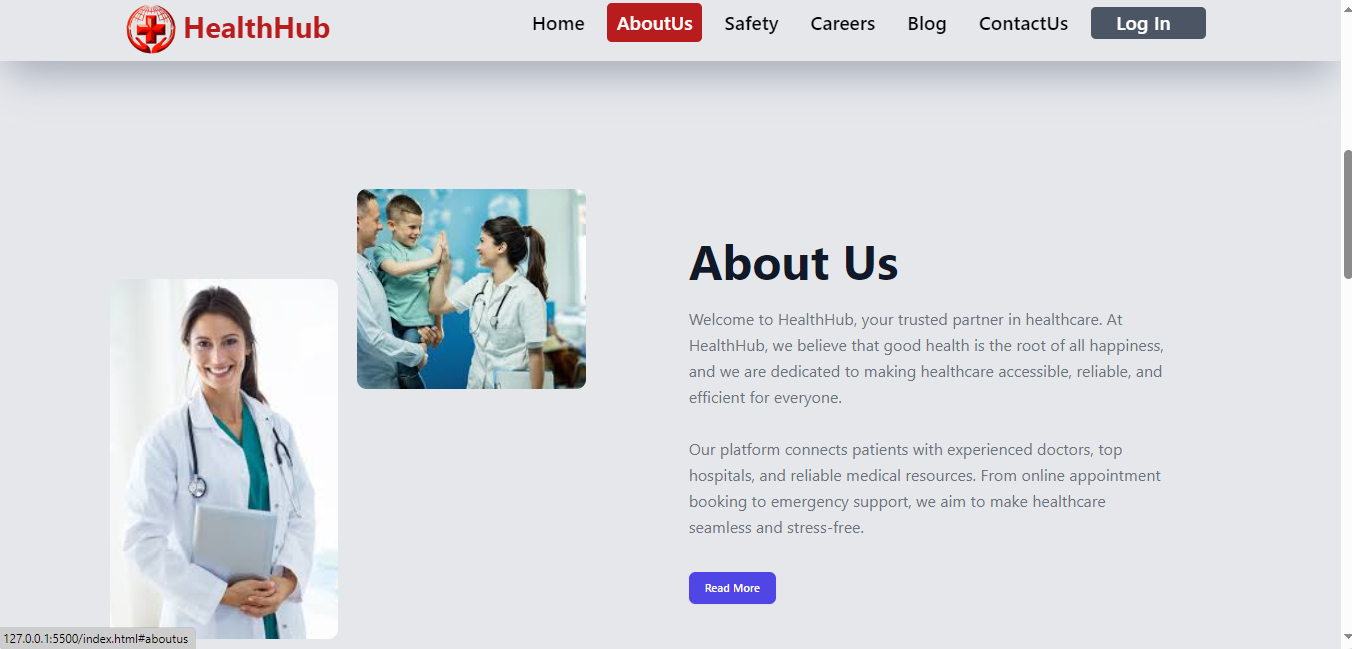 HealthHub
Home
AboutUs
Safety
Careers
Blog
ContactUs
Log In
About Us
Welcome to HealthHub, your trusted partner in healthcare. At
HealthHub, we believe that good health is the root of all happiness,
and we are dedicated to making healthcare accessible, reliable, and
efficient for everyone.
Our platform connects patients with experienced doctors, top
hospitals, and reliable medical resources. From online appointment
booking to emergency support, we aim to make healthcare
seamless and stress-free.
Read More
127.0.0.1:5500/index.html#aboutus